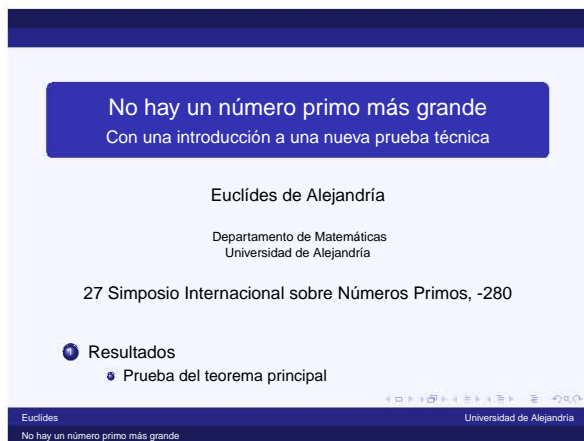 No hay un número primo más grande
Con una introducción a una nueva prueba técnica
Euclídes de Alejandría
Departamento de Matemáticas
Universidad de Alejandría
27 Simposio Internacional sobre Números Primos, -280
1 Resultados
Prueba del teorema principal
Euclídes
Universidad de Alejandría
No hay un número primo más grande